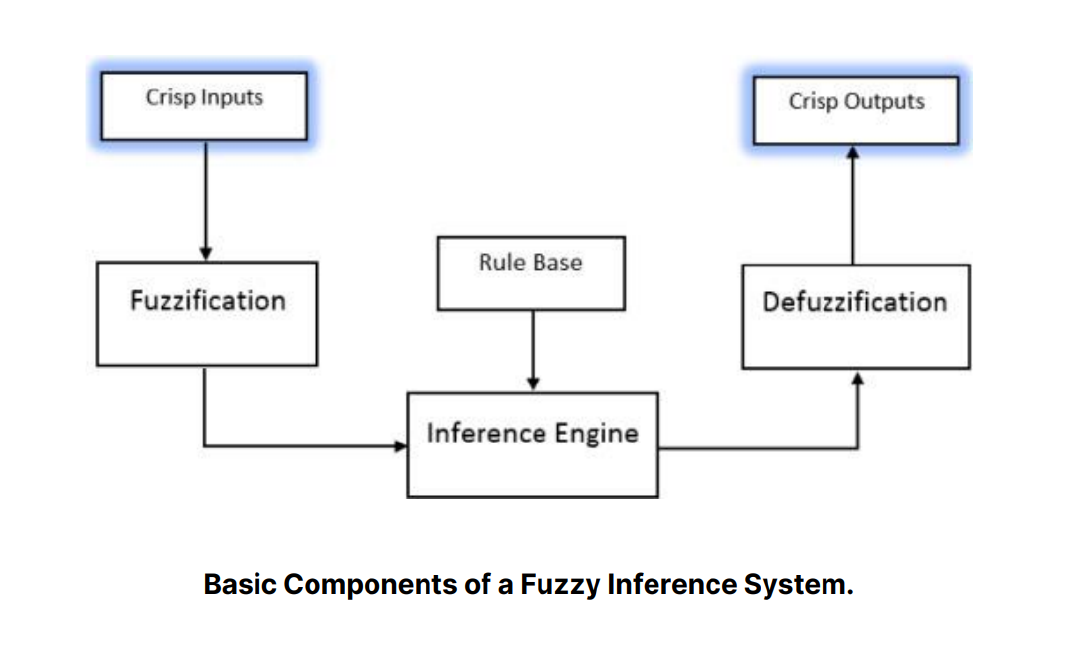 Crisp Inputs
Crisp Outputs
Rule Base
Fuzzification
Defuzzification
Inference Engine
Basic Components of a Fuzzy Inference System.